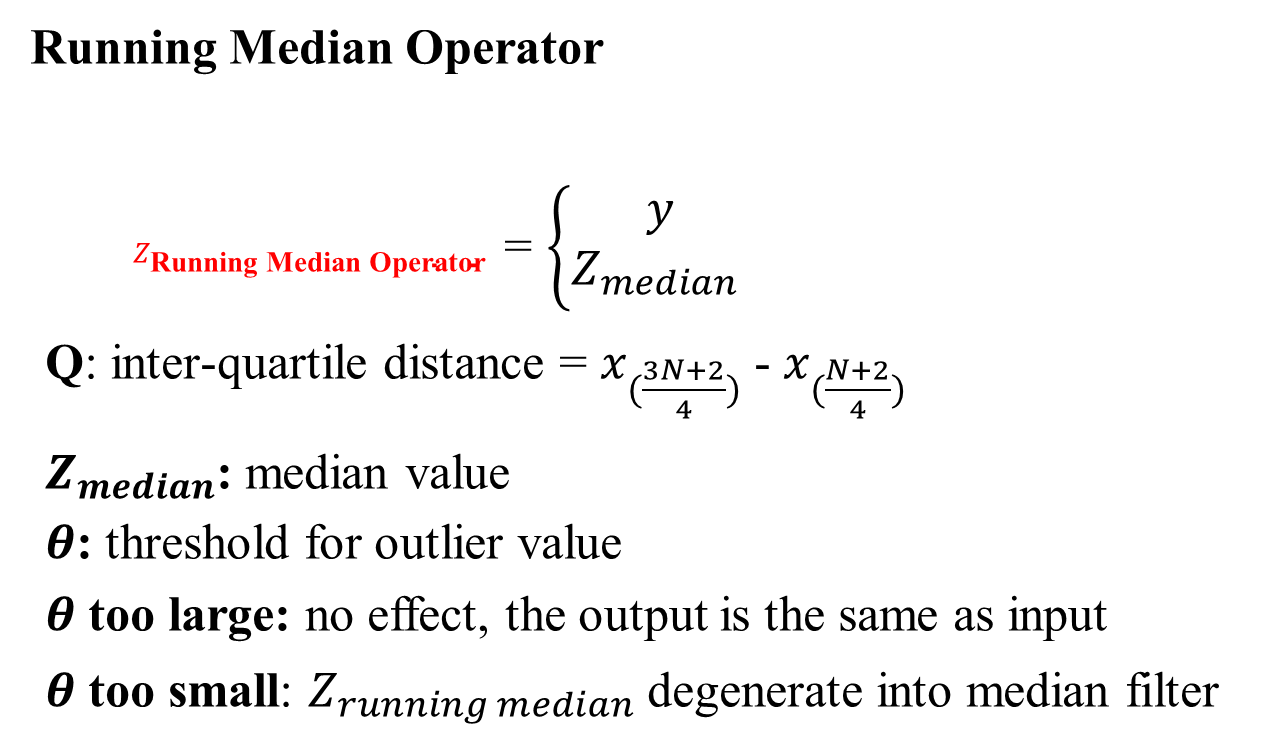 Running Median Operator
y
z Running Median Operator = {
Z_median
Q: inter-quartile distance = x_((3N+2)/4) - x_((N+2)/4)
Z_median: median value
θ: threshold for outlier value
θ too large: no effect, the output is the same as input
θ too small: Z_running median degenerate into median filter